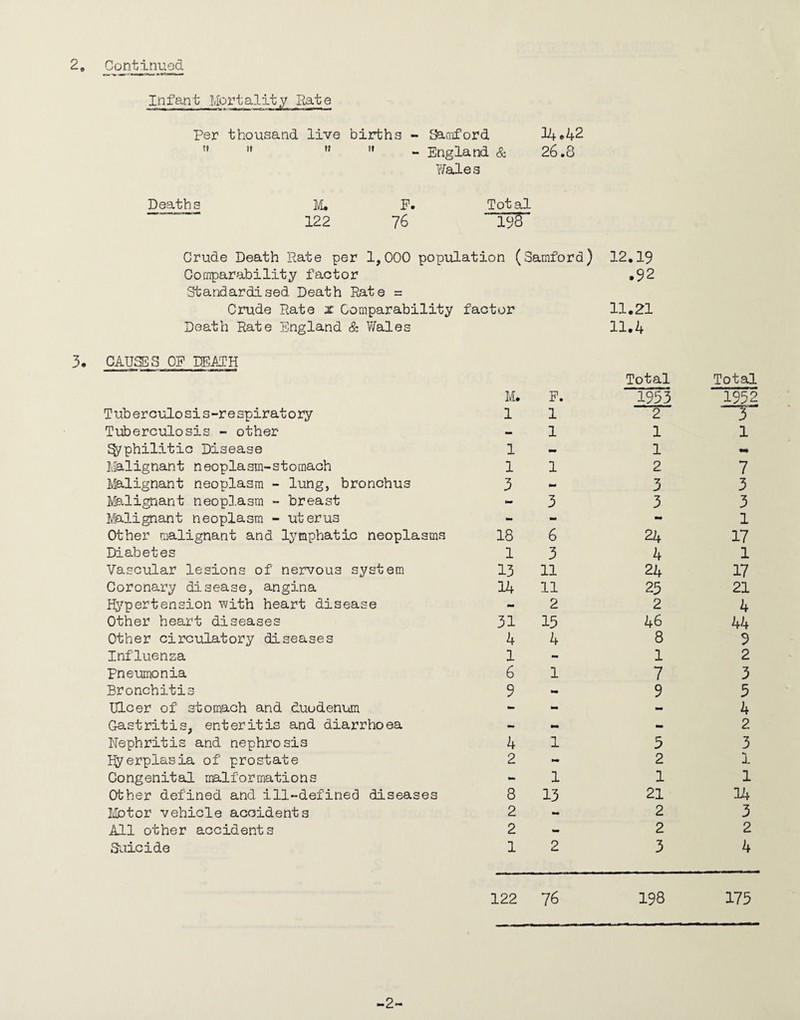 2. Continued
Infant Mortality Rate
Per thousand live births - Samford 14.42
" " " " - England & 26.8
Wales
Deaths M. F. Total
122 76 198
Crude Death Rate per 1,000 population (Samford) 12.19
Comparability factor .92
Standardised Death Rate =
Crude Rate x Comparability factor 11.21
Death Rate England & Wales 11.4
3. CAUSES OF DEATH
Total Total
M. F. 1953 1952
Tuberculosis-respiratory 1 1 2 3
Tuberculosis - other - 1 1 1
Syphilitic Disease 1 - 1 -
Malignant neoplasm-stomach 1 1 2 7
Malignant neoplasm - lung, bronchus 3 - 3 3
Malignant neoplasm - breast - 3 3 3
Malignant neoplasm - uterus - - - 1
Other malignant and lymphatic neoplasms 18 6 24 17
Diabetes 1 3 4 1
Vascular lesions of nervous system 13 11 24 17
Coronary disease, angina 14 11 25 21
Hypertension with heart disease - 2 2 4
Other heart diseases 31 15 46 44
Other circulatory diseases 4 4 8 9
Influenza 1 - 1 2
Pneumonia 6 1 7 3
Bronchitis 9 - 9 5
Ulcer of stomach and duodenum - - - 4
Gastritis, enteritis and diarrhoea - - - 2
Nephritis and nephrosis 4 1 5 3
Hyerplasia of prostate 2 - 2 1
Congenital malformations - 1 1 1
Other defined and ill-defined diseases 8 13 21 14
Motor vehicle accidents 2 - 2 3
All other accidents 2 - 2 2
Suicide 1 2 3 4
122 76 198 175
-2-